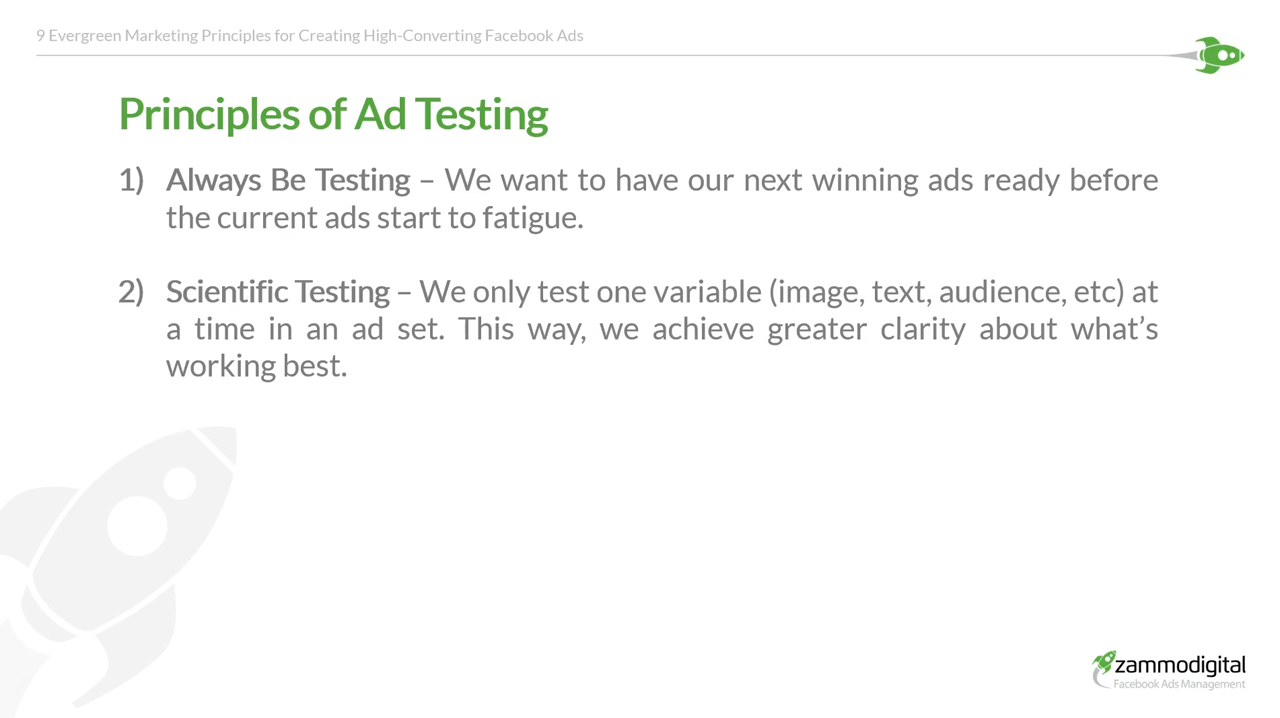 9 Evergreen Marketing Principles for Creating High-Converting Facebook Ads
Principles of Ad Testing
1) Always Be Testing – We want to have our next winning ads ready before
the current ads start to fatigue.
2) Scientific Testing – We only test one variable (image, text, audience, etc) at
a time in an ad set. This way, we achieve greater clarity about what’s
working best.
zammodigital
Facebook Ads Management